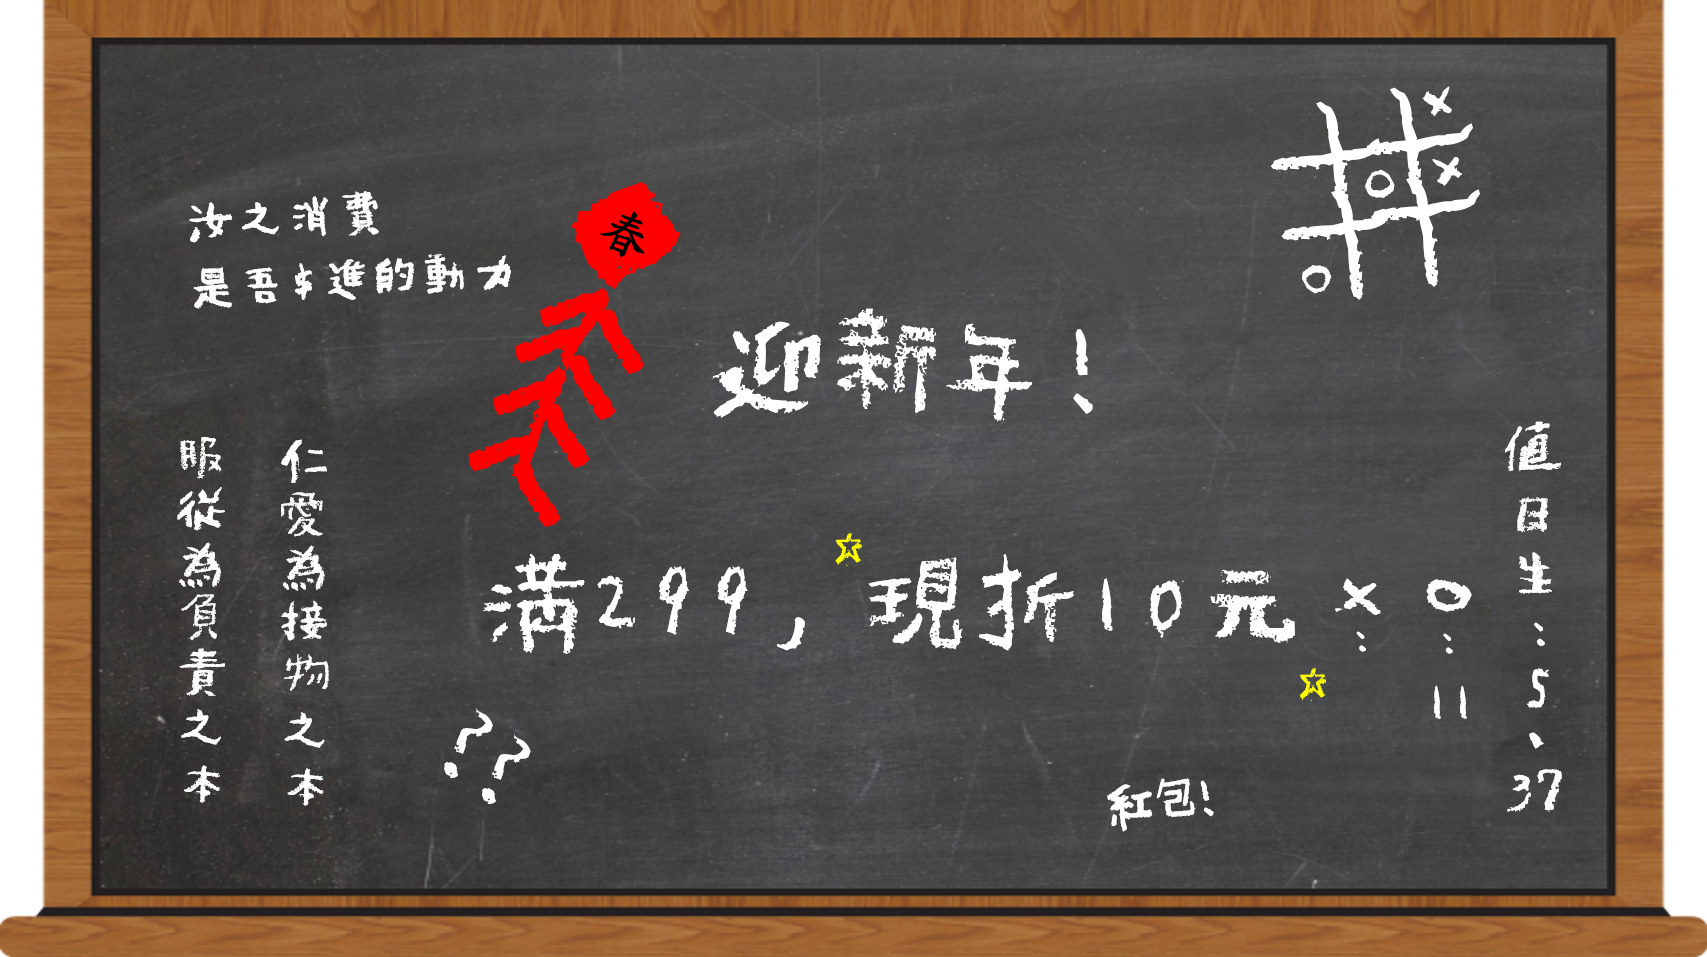 汝之消費
是吾$進的動力
春
迎新年！
滿299，現折10元
服從為負責之本
仁愛為接物之本
??
紅包!
×:
○:11
值日生:5、37